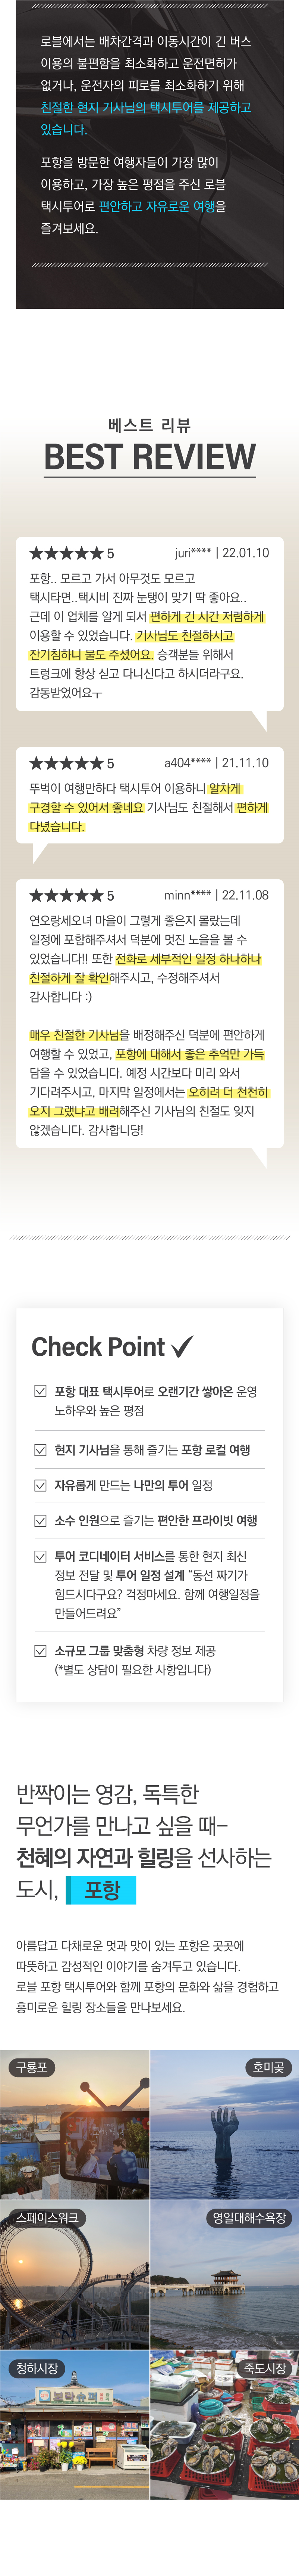 로블에서는 배차간격과 이동시간이 긴 버스
이용의 불편함을 최소화하고 운전면허가
없거나, 운전자의 피로를 최소화하기 위해
친절한 현지 기사님의 택시투어를 제공하고
있습니다.
포항을 방문한 여행자들이 가장 많이
이용하고, 가장 높은 평점을 주신 로블
택시투어로 편안하고 자유로운 여행을
즐겨보세요.
베스트 리뷰
BEST REVIEW
★★★★★ 5 juri**** | 22.01.10
포항.. 모르고 가서 아무것도 모르고
택시타면..택시비 진짜 눈탱이 맞기 딱 좋아요..
근데 이 업체를 알게 되서 편하게 긴 시간 저렴하게
이용할 수 있었습니다. 기사님도 친절하시고
잔기침하니 물도 주셨어요. 승객분들 위해서
트렁크에 항상 싣고 다니신다고 하시더라구요.
감동받었어요ㅜ
★★★★★ 5 a404**** | 21.11.10
뚜벅이 여행만하다 택시투어 이용하니 알차게
구경할 수 있어서 좋네요 기사님도 친절해서 편하게
다녔습니다.
★★★★★ 5 minn**** | 22.11.08
연오랑세오녀 마을이 그렇게 좋은지 몰랐는데
일정에 포함해주셔서 덕분에 멋진 노을을 볼 수
있었습니다!! 또한 전화로 세부적인 일정 하나하나
친절하게 잘 확인해주시고, 수정해주셔서
감사합니다 :)
매우 친절한 기사님을 배정해주신 덕분에 편안하게
여행할 수 있었고, 포항에 대해서 좋은 추억만 가득
담을 수 있었습니다. 예정 시간보다 미리 와서
기다려주시고, 마지막 일정에서는 오히려 더 천천히
오지 그랬냐고 배려해주신 기사님의 친절도 잊지
않겠습니다. 감사합니당!
Check Point
포항 대표 택시투어로 오랜기간 쌓아온 운영
노하우와 높은 평점
현지 기사님을 통해 즐기는 포항 로컬 여행
자유롭게 만드는 나만의 투어 일정
소수 인원으로 즐기는 편안한 프라이빗 여행
투어 코디네이터 서비스를 통한 현지 최신
정보 전달 및 투어 일정 설계 “동선 짜기가
힘드시다구요? 걱정마세요. 함께 여행일정을
만들어드려요”
소규모 그룹 맞춤형 차량 정보 제공
(*별도 상담이 필요한 사항입니다)
반짝이는 영감, 독특한
무언가를 만나고 싶을 때-
천혜의 자연과 힐링을 선사하는
도시, 포항
아름답고 다채로운 멋과 맛이 있는 포항은 곳곳에
따뜻하고 감성적인 이야기를 숨겨두고 있습니다.
로블 포항 택시투어와 함께 포항의 문화와 삶을 경험하고
흥미로운 힐링 장소들을 만나보세요.
구룡포
호미곶
스페이스워크
영일대해수욕장
청하시장
죽도시장